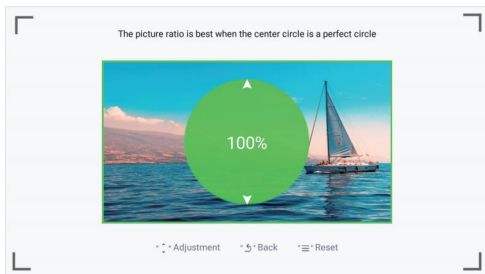 The picture ratio is best when the center circle is a perfect circle
100%
Adjustment Back Reset